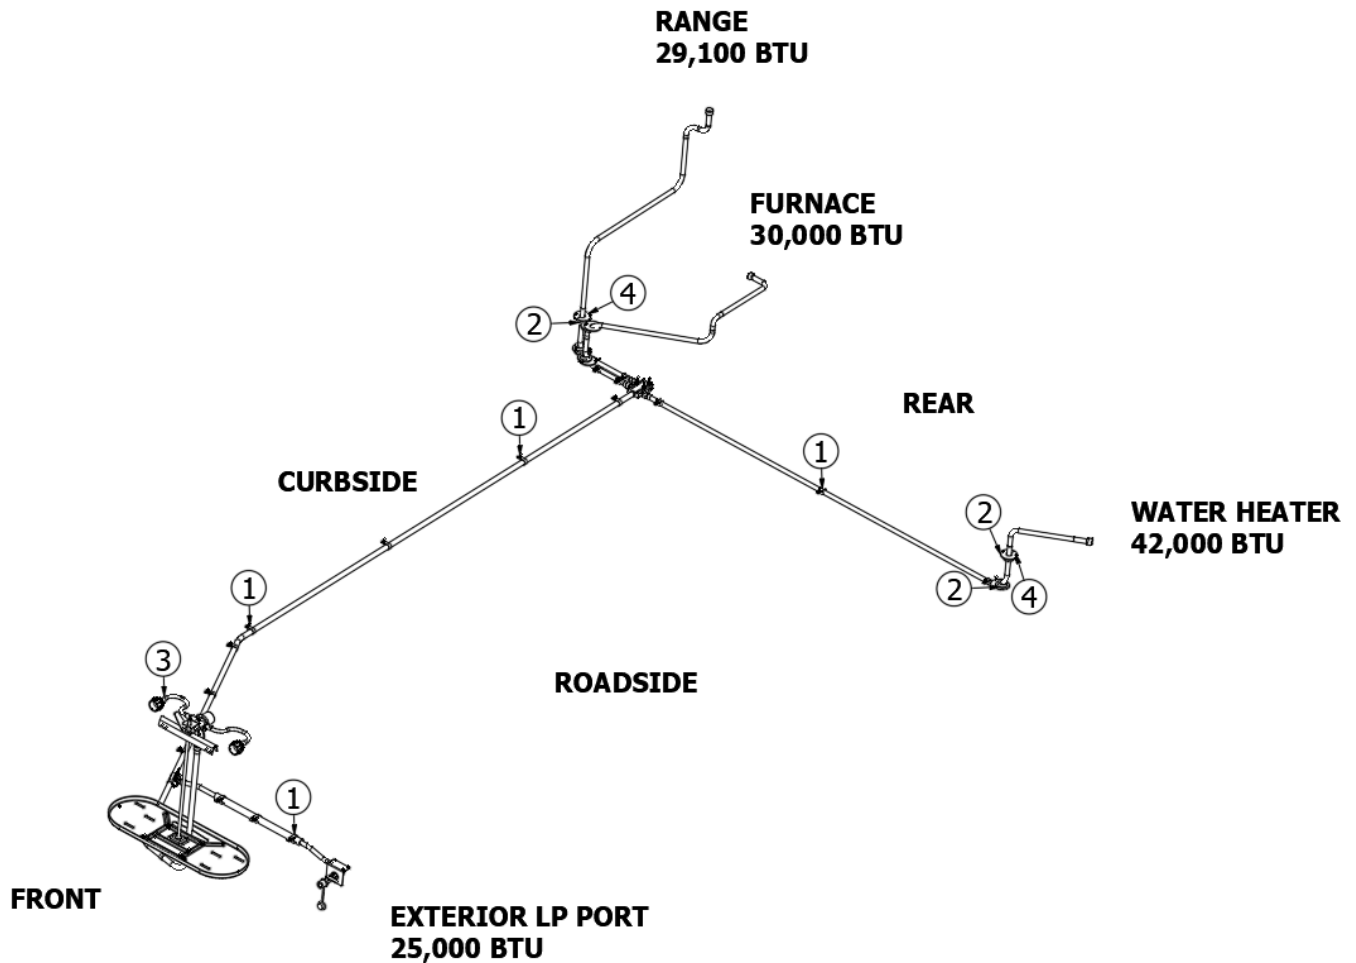 RANGE
29,100 BTU
FURNACE
30,000 BTU
4
2
REAR
1
1
CURBSIDE
2
WATER HEATER
42,000 BTU
1
2
4
3
ROADSIDE
1
FRONT
EXTERIOR LP PORT
25,000 BTU